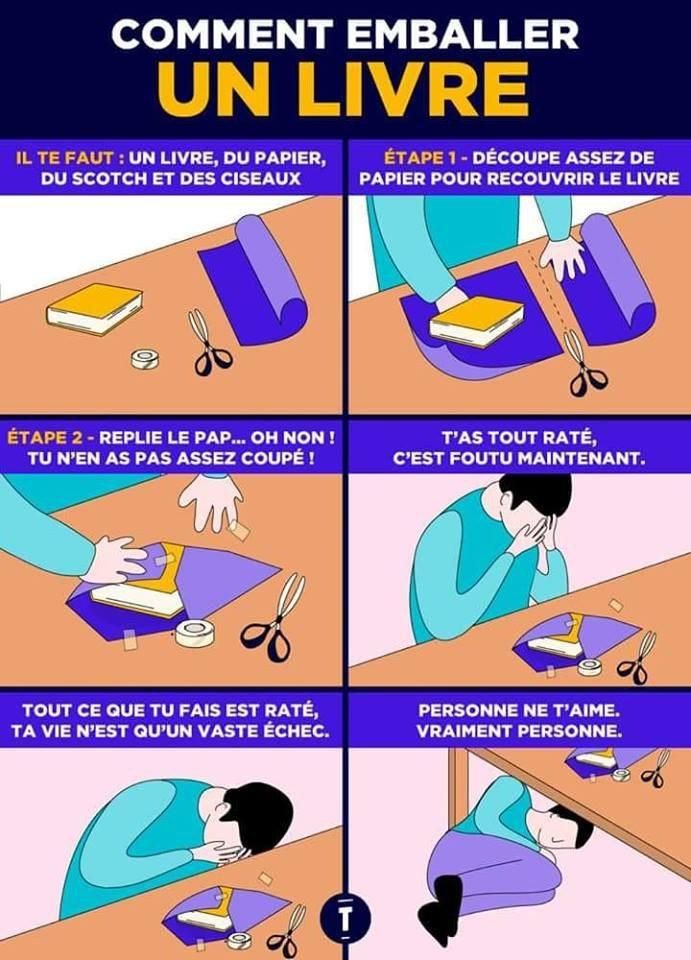 COMMENT EMBALLER
UN LIVRE
IL TE FAUT : UN LIVRE, DU PAPIER,
DU SCOTCH ET DES CISEAUX
ÉTAPE 1 - DÉCOUPE ASSEZ DE
PAPIER POUR RECOUVRIR LE LIVRE
ÉTAPE 2 - REPLIE LE PAP... OH NON !
TU N'EN AS PAS ASSEZ COUPÉ !
T'AS TOUT RATÉ,
C'EST FOUTU MAINTENANT.
TOUT CE QUE TU FAIS EST RATÉ,
TA VIE N'EST QU'UN VASTE ÉCHEC.
PERSONNE NE T'AIME.
VRAIMENT PERSONNE.
T